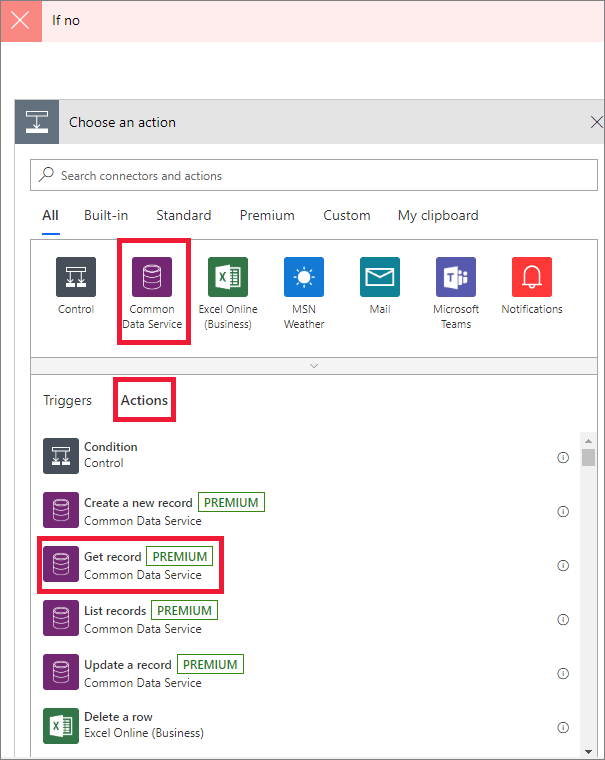 If no
Choose an action
Search connectors and actions
All Built-in Standard Premium Custom My clipboard
Control
Common
Data Service
Excel Online
(Business)
MSN
Weather
Mail
Microsoft
Teams
Notifications
Triggers Actions
Condition
Control
Create a new record PREMIUM
Common Data Service
Get record PREMIUM
Common Data Service
List records PREMIUM
Common Data Service
Update a record PREMIUM
Common Data Service
Delete a row
Excel Online (Business)